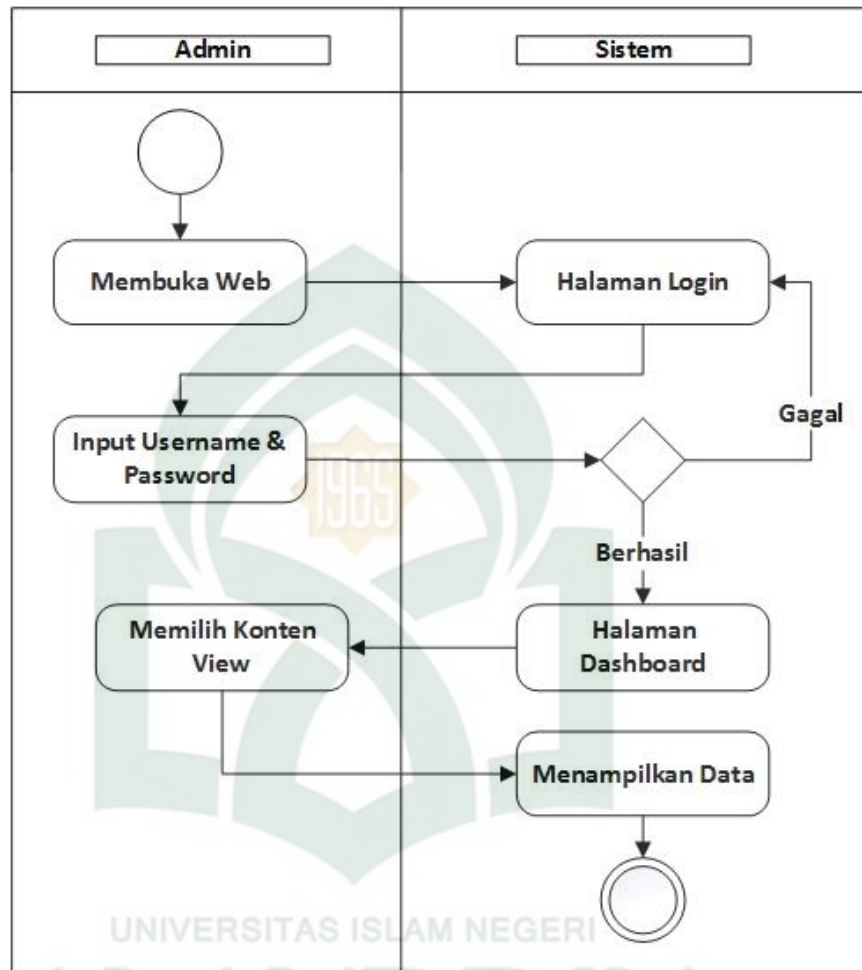 Admin
Sistem
Membuka Web
Halaman Login
Gagal
Input Username &
Password
1965
Berhasil
Memilih Konten
View
Halaman
Dashboard
Menampilkan Data
UNIVERSITAS ISLAM NEGERI